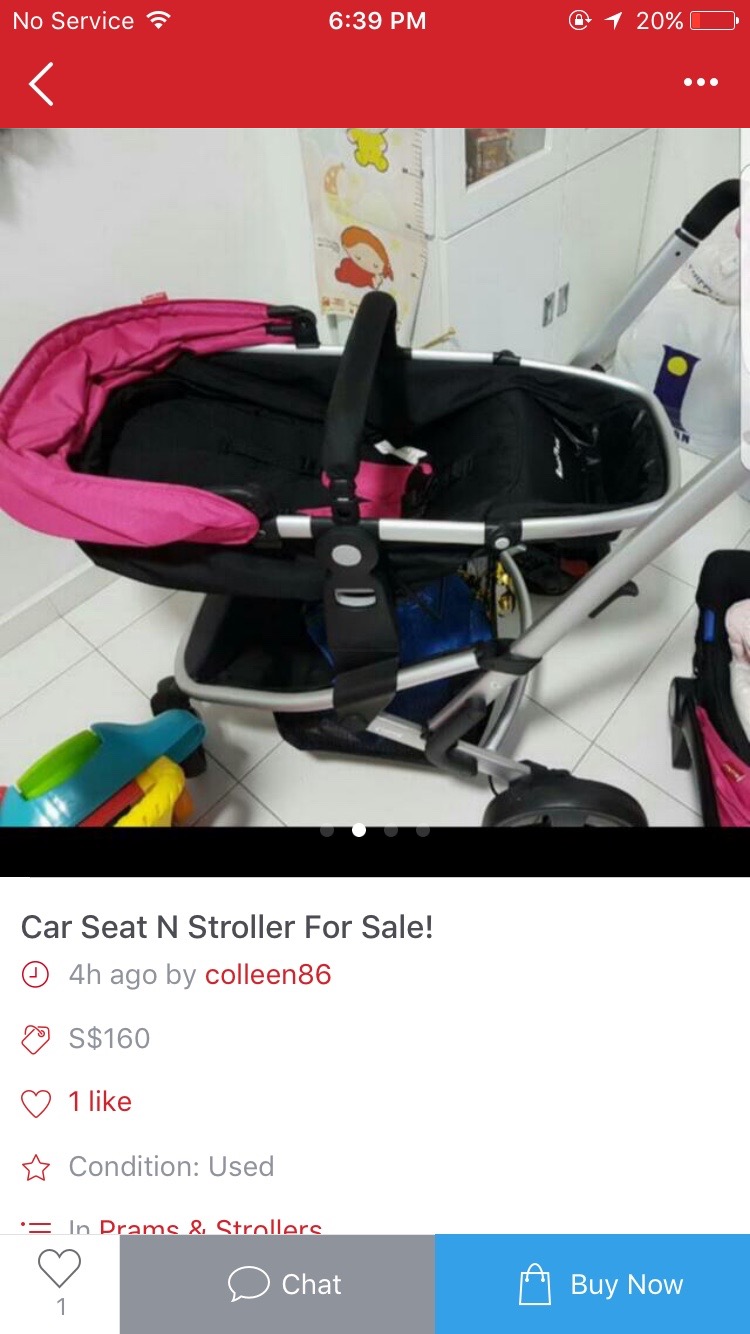 No Service
6:39 PM
20%
Car Seat N Stroller For Sale!
4h ago by colleen86
S$160
1 like
Condition: Used
In Prams & Strollers
1
Chat
Buy Now